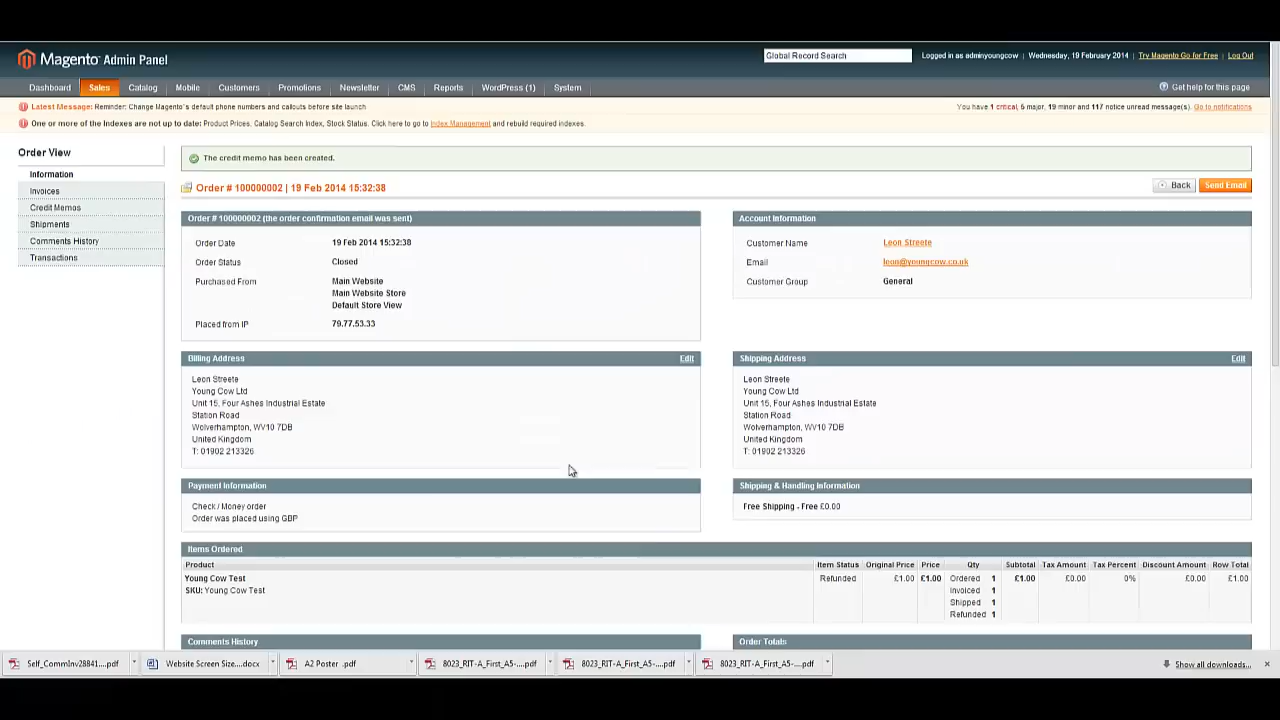 Magento Admin Panel
Global Record Search
Logged in as adminyoungcow | Wednesday, 19 February 2014 | Try Magento Go for Free | Log Out
Dashboard Sales Catalog Mobile Customers Promotions Newsletter CMS Reports WordPress (1) System
Get help for this page
Latest Message: Reminder: Change Magento's default phone numbers and callouts before site launch
You have 1 critical, 5 major, 19 minor and 117 notice unread message(s). Go to notifications
One or more of the Indexes are not up to date: Product Prices, Catalog Search Index, Stock Status. Click here to go to Index Management and rebuild required indexes.
Order View
Information
Invoices
Credit Memos
Shipments
Comments History
Transactions
The credit memo has been created.
Order # 100000002 | 19 Feb 2014 15:32:38
Back Send Email
Order # 100000002 (the order confirmation email was sent)
Order Date 19 Feb 2014 15:32:38
Order Status Closed
Purchased From Main Website
Main Website Store
Default Store View
Placed from IP 79.77.53.33
Account Information
Customer Name Leon Streete
Email leon@youngcow.co.uk
Customer Group General
Billing Address Edit
Leon Streete
Young Cow Ltd
Unit 15, Four Ashes Industrial Estate
Station Road
Wolverhampton, WV10 7DB
United Kingdom
T: 01902 213326
Shipping Address Edit
Leon Streete
Young Cow Ltd
Unit 15, Four Ashes Industrial Estate
Station Road
Wolverhampton, WV10 7DB
United Kingdom
T: 01902 213326
Payment Information
Check / Money order
Order was placed using GBP
Shipping & Handling Information
Free Shipping - Free £0.00
Items Ordered
Product Item Status Original Price Price Qty Subtotal Tax Amount Tax Percent Discount Amount Row Total
Young Cow Test Refunded £1.00 £1.00 Ordered 1 £1.00 £0.00 0% £0.00 £1.00
SKU: Young Cow Test Invoiced 1
Shipped 1
Refunded 1
Comments History
Order Totals
Self_CommInv28841....pdf Website Screen Size....docx A2 Poster .pdf 8023_RIT-A_First_A5-....pdf 8023_RIT-A_First_A5-....pdf 8023_RIT-A_First_A5-....pdf Show all downloads...